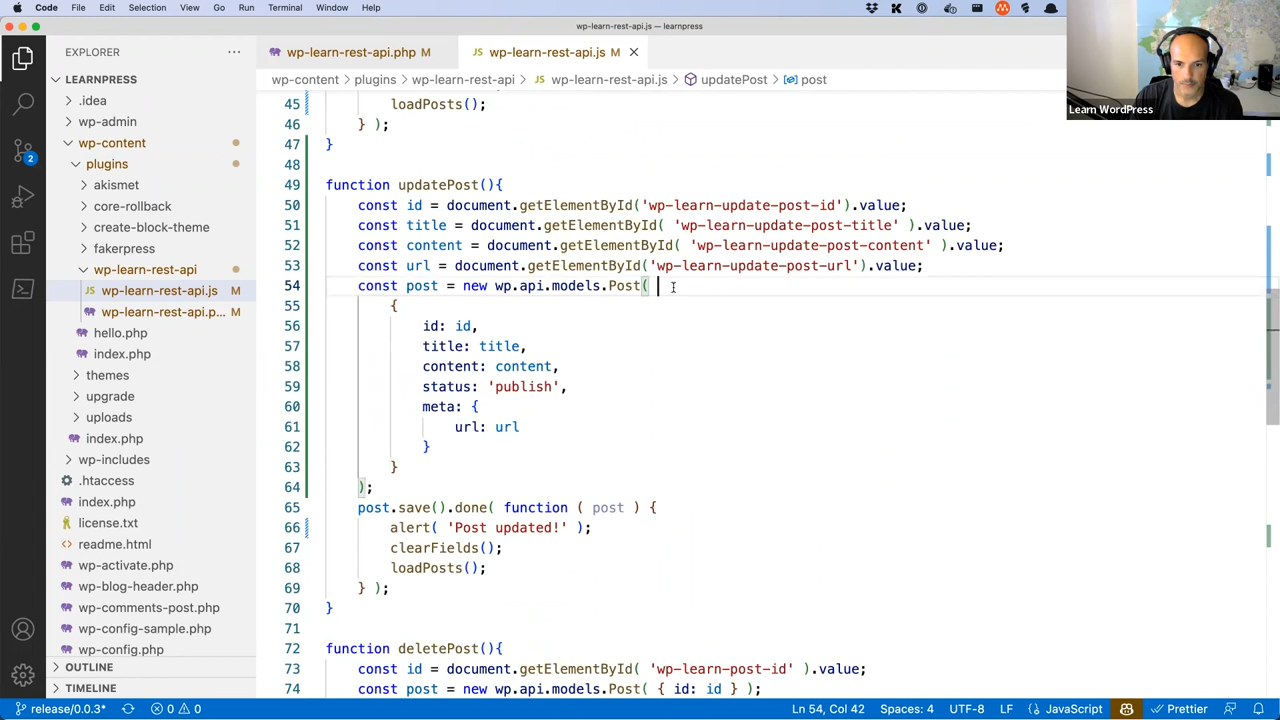 Code File Edit Selection View Go Run Terminal Window Help
wp-learn-rest-api.js — learnpress
EXPLORER
wp-learn-rest-api.php M
JS wp-learn-rest-api.js M
wp-content > plugins > wp-learn-rest-api > JS wp-learn-rest-api.js > updatePost > post
Learn WordPress
LEARNPRESS
.idea
wp-admin
wp-content
plugins
akismet
core-rollback
create-block-theme
fakerpress
wp-learn-rest-api
JS wp-learn-rest-api.js M
wp-learn-rest-api.p... M
hello.php
index.php
themes
upgrade
uploads
index.php
wp-includes
.htaccess
index.php
license.txt
readme.html
wp-activate.php
wp-blog-header.php
wp-comments-post.php
wp-config-sample.php
wp-config.php
OUTLINE
TIMELINE
2
45 loadPosts();
46 } );
47 }
48
49 function updatePost(){
50 const id = document.getElementById('wp-learn-update-post-id').value;
51 const title = document.getElementById( 'wp-learn-update-post-title' ).value;
52 const content = document.getElementById( 'wp-learn-update-post-content' ).value;
53 const url = document.getElementById('wp-learn-update-post-url').value;
54 const post = new wp.api.models.Post(
55 {
56 id: id,
57 title: title,
58 content: content,
59 status: 'publish',
60 meta: {
61 url: url
62 }
63 }
64 );
65 post.save().done( function ( post ) {
66 alert( 'Post updated!' );
67 clearFields();
68 loadPosts();
69 } );
70 }
71
72 function deletePost(){
73 const id = document.getElementById( 'wp-learn-post-id' ).value;
74 const post = new wp.api.models.Post( { id: id } );
release/0.0.3* 0 0 Ln 54, Col 42 Spaces: 4 UTF-8 LF {} JavaScript Prettier